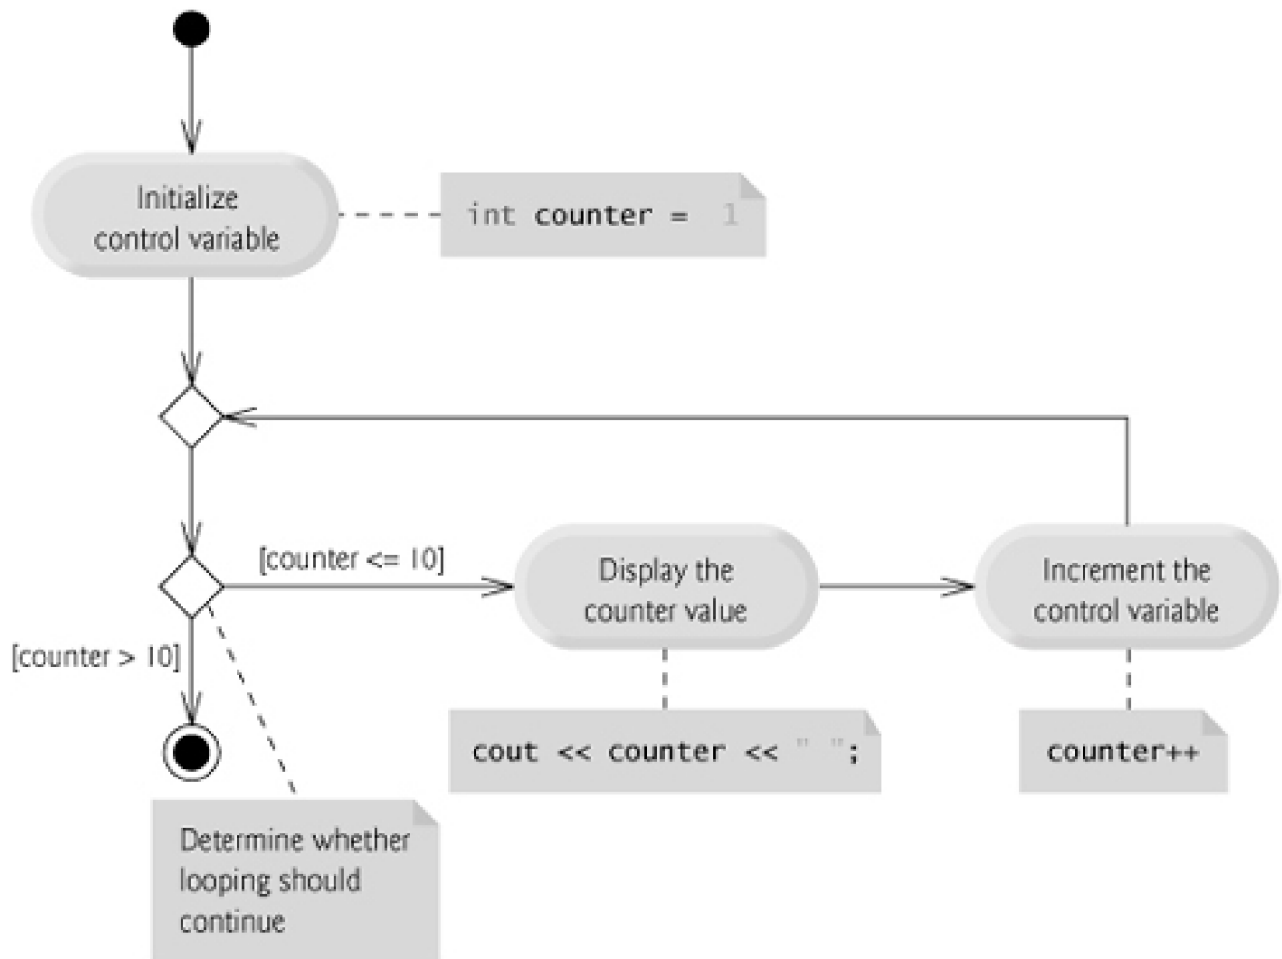 Initialize
control variable
int counter = 1
[counter <= 10]
Display the
counter value
Increment the
control variable
[counter > 10]
cout << counter << " ";
counter++
Determine whether
looping should
continue